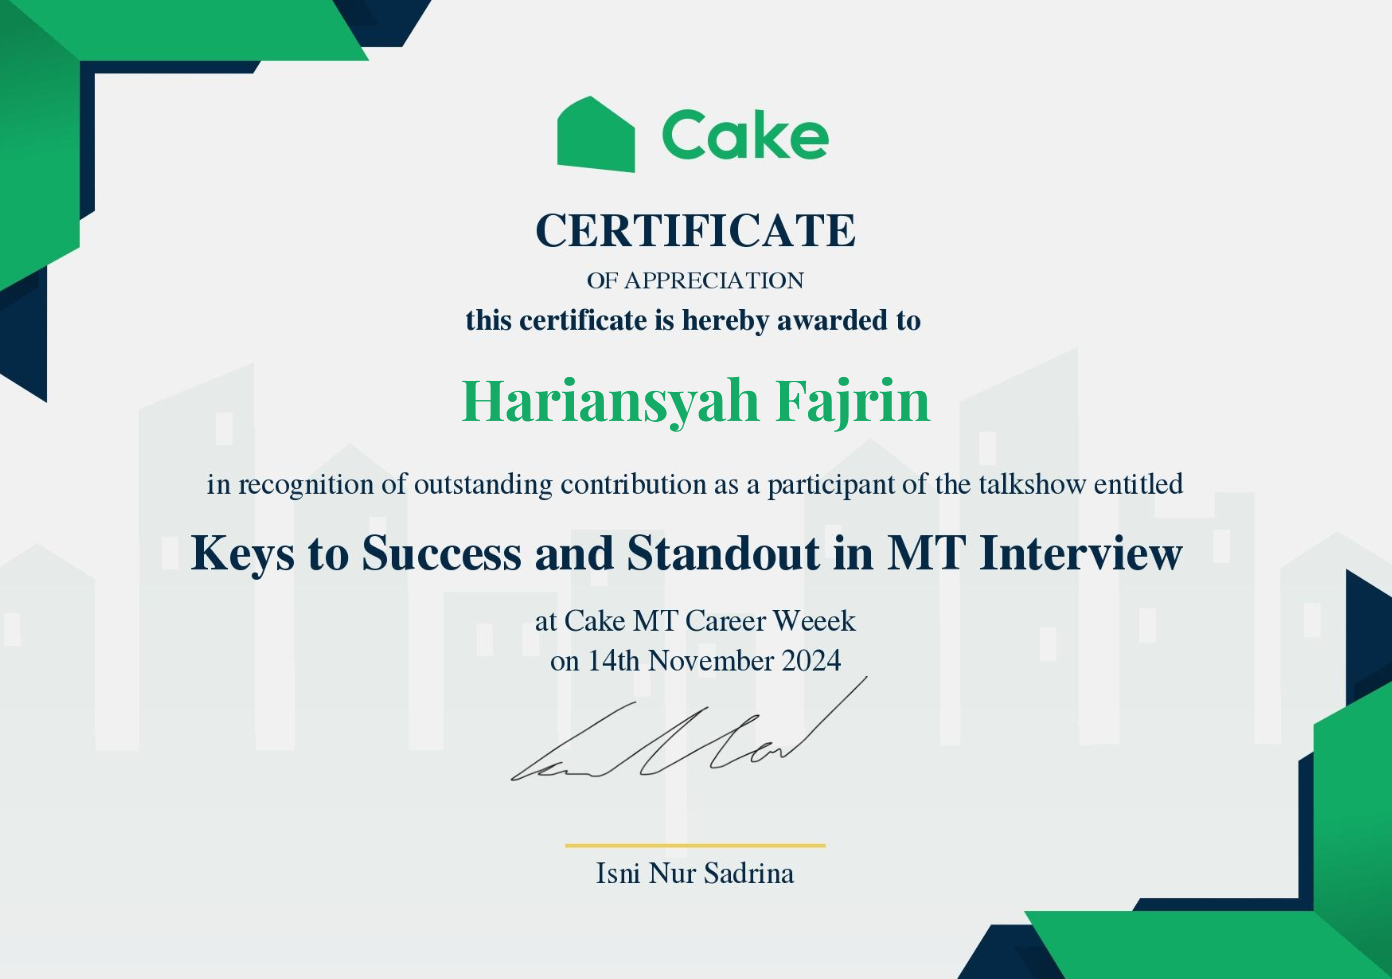 Cake
CERTIFICATE
OF APPRECIATION
this certificate is hereby awarded to
Hariansyah Fajrin
in recognition of outstanding contribution as a participant of the talkshow entitled
Keys to Success and Standout in MT Interview
at Cake MT Career Weeek
on 14th November 2024
Isni Nur Sadrina